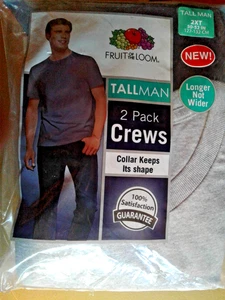 FRUIT OF THE LOOM.
TALLMAN
2 Pack
Crews
Collar Keeps
its shape
100%
Satisfaction
GUARANTEE
TALL MAN
2XT
NEW!
Longer
Not
Wider